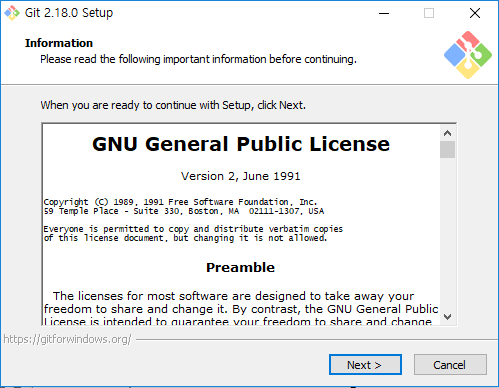 Git 2.18.0 Setup
Information
Please read the following important information before continuing.
When you are ready to continue with Setup, click Next.
GNU General Public License
Version 2, June 1991
Copyright (C) 1989, 1991 Free Software Foundation, Inc.
59 Temple Place - Suite 330, Boston, MA  02111-1307, USA
Everyone is permitted to copy and distribute verbatim copies
of this license document, but changing it is not allowed.
Preamble
The licenses for most software are designed to take away your
freedom to share and change it. By contrast, the GNU General Public
License is intended to guarantee your freedom to share and change
https://gitforwindows.org/
Next >
Cancel